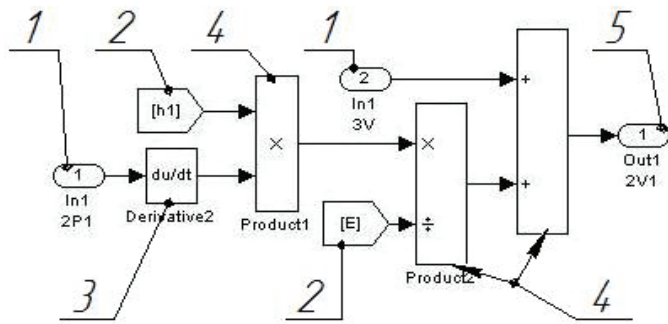 1 2 4 1 5
2
In1
3V
[h1]
+
×
×
1
Out1
2V1
1
In1
2P1
du/dt
Derivative2
+
Product1
[E]
÷
Product2
3 2 4